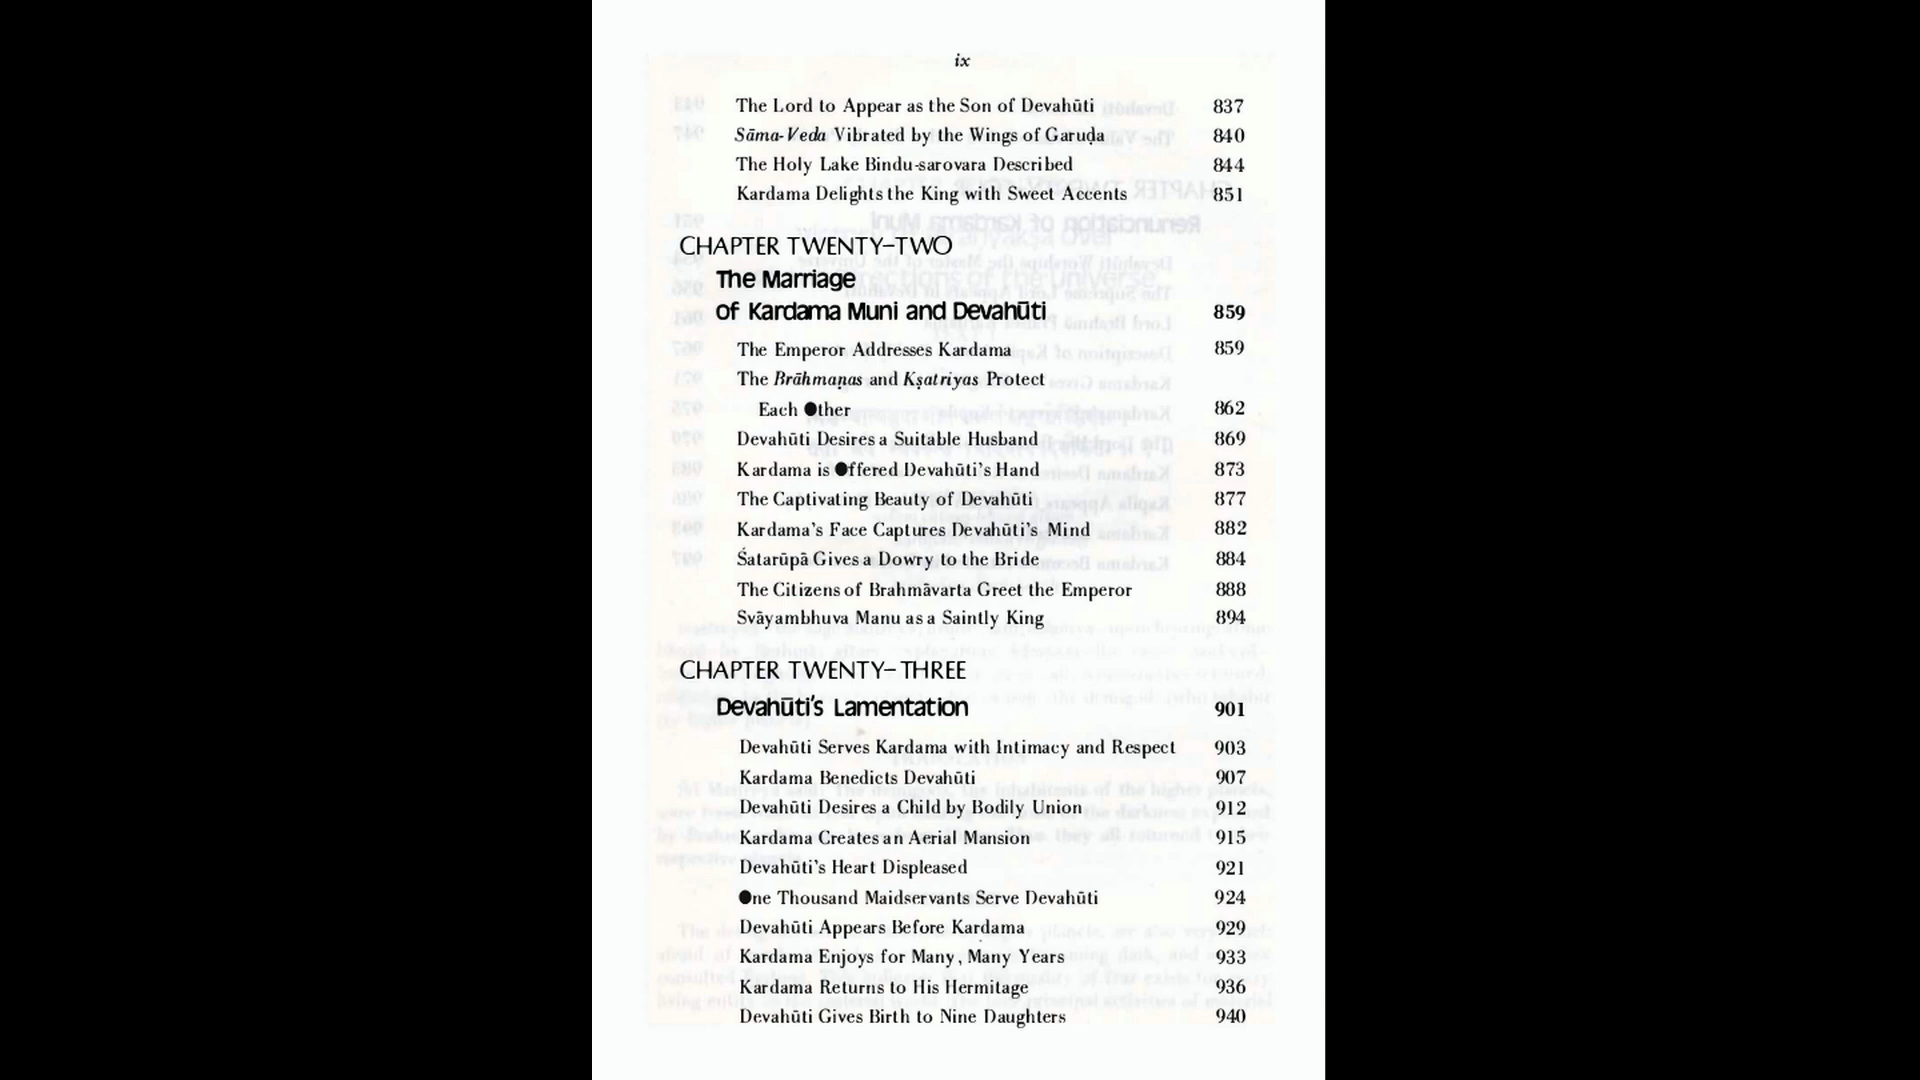 ix
The Lord to Appear as the Son of Devahūti 837
Sāma-Veda Vibrated by the Wings of Garuḍa 840
The Holy Lake Bindu-sarovara Described 844
Kardama Delights the King with Sweet Accents 851
CHAPTER TWENTY-TWO
The Marriage
of Kardama Muni and Devahūti 859
The Emperor Addresses Kardama 859
The Brāhmaṇas and Kṣatriyas Protect
Each Other 862
Devahūti Desires a Suitable Husband 869
Kardama is Offered Devahūti's Hand 873
The Captivating Beauty of Devahūti 877
Kardama's Face Captures Devahūti's Mind 882
Śatarūpā Gives a Dowry to the Bride 884
The Citizens of Brahmāvarta Greet the Emperor 888
Svāyambhuva Manu as a Saintly King 894
CHAPTER TWENTY-THREE
Devahūti's Lamentation 901
Devahūti Serves Kardama with Intimacy and Respect 903
Kardama Benedicts Devahūti 907
Devahūti Desires a Child by Bodily Union 912
Kardama Creates an Aerial Mansion 915
Devahūti's Heart Displeased 921
One Thousand Maidservants Serve Devahūti 924
Devahūti Appears Before Kardama 929
Kardama Enjoys for Many, Many Years 933
Kardama Returns to His Hermitage 936
Devahūti Gives Birth to Nine Daughters 940